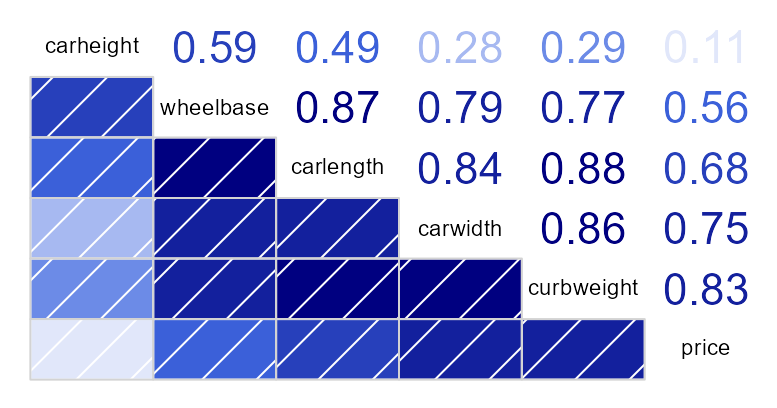 carheight 0.59 0.49 0.28 0.29 0.11
wheelbase 0.87 0.79 0.77 0.56
carlength 0.84 0.88 0.68
carwidth 0.86 0.75
curbweight 0.83
price